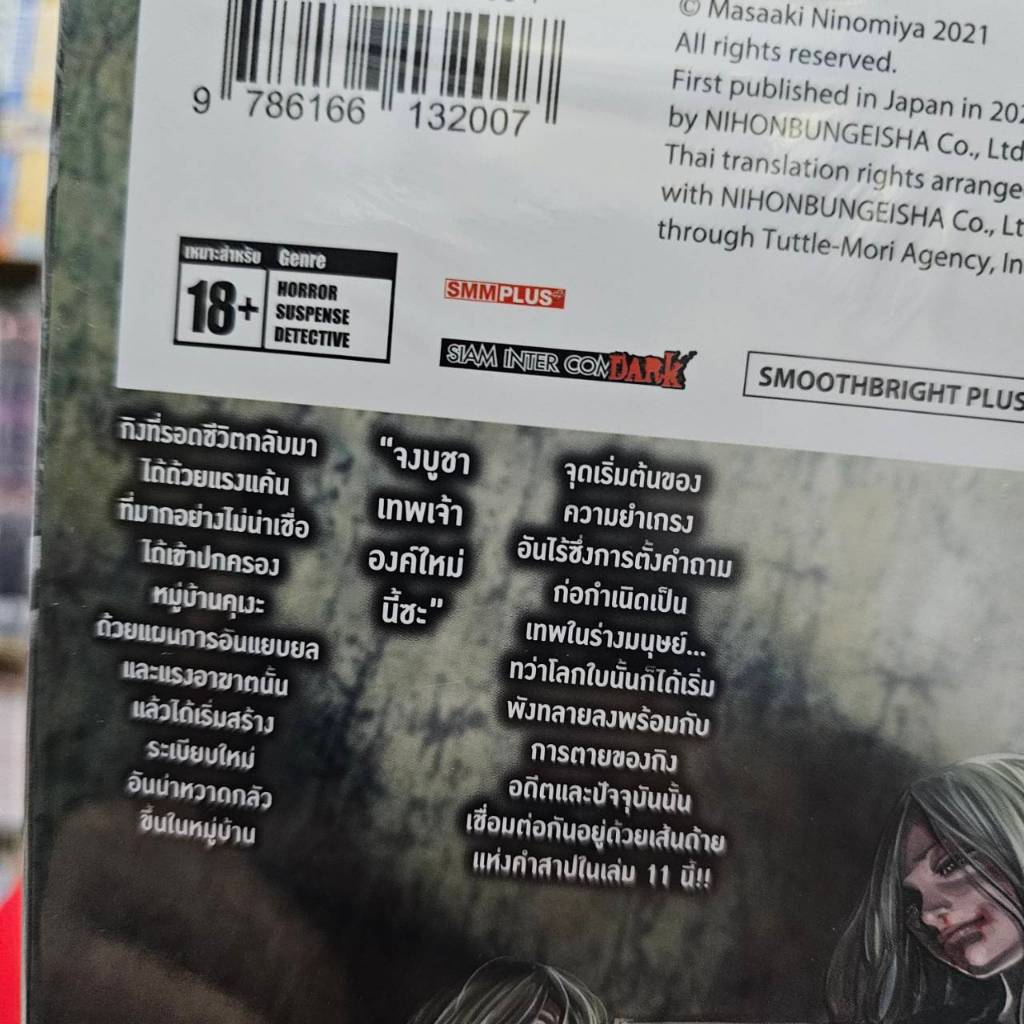 9 786166 132007
© Masaaki Ninomiya 2021
All rights reserved.
First published in Japan in 202
by NIHONBUNGEISHA Co., Ltd
Thai translation rights arrange
with NIHONBUNGEISHA Co., Lt
through Tuttle-Mori Agency, In
เหมาะสำหรับ Genre
18+
HORROR
SUSPENSE
DETECTIVE
SMMPLUS
SIAM INTER COMDARK
SMOOTHBRIGHT PLUS
กิงที่รอดชีวิตกลับมา
ได้ด้วยแรงแค้น
ที่มากอย่างไม่น่าเชื่อ
ได้เข้าปกครอง
หมู่บ้านคุเงะ
ด้วยแผนการอันแยบยล
และแรงอาฆาตนั้น
แล้วได้เริ่มสร้าง
ระเบียบใหม่
อันน่าหวาดกลัว
ขึ้นในหมู่บ้าน
“จงบูชา
เทพเจ้า
องค์ใหม่
นี้ซะ”
จุดเริ่มต้นของ
ความยำเกรง
อันไร้ซึ่งการตั้งคำถาม
ก่อกำเนิดเป็น
เทพในร่างมนุษย์...
ทว่าโลกใบนั้นก็ได้เริ่ม
พังทลายลงพร้อมกับ
การตายของกิง
อดีตและปัจจุบันนั้น
เชื่อมต่อกันอยู่ด้วยเส้นด้าย
แห่งคำสาปในเล่ม 11 นี้!!